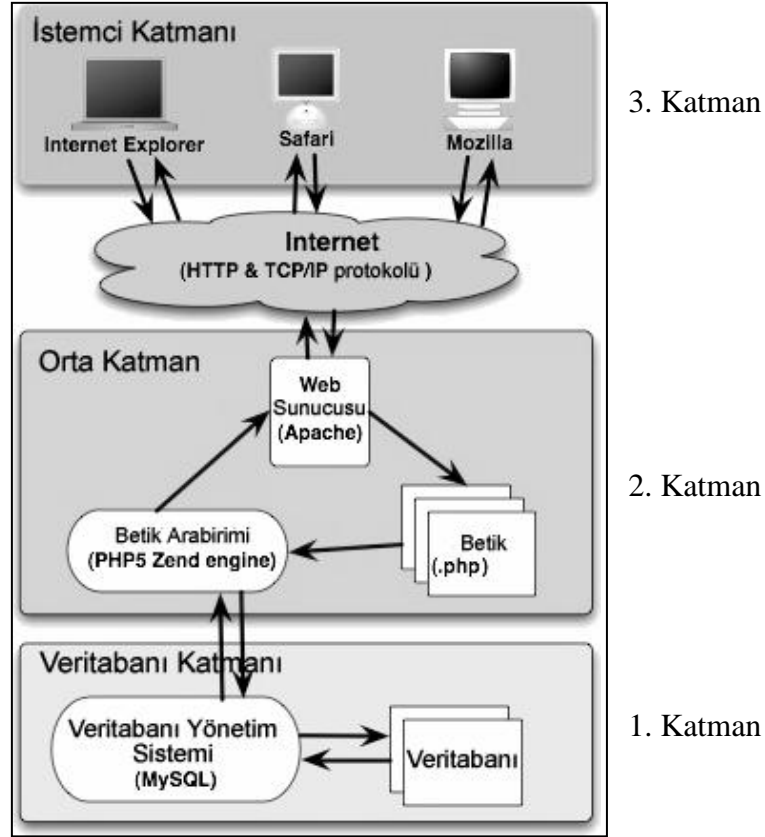 İstemci Katmanı
3. Katman
Internet Explorer
Safari
Mozilla
Internet
(HTTP & TCP/IP protokolü )
Orta Katman
Web
Sunucusu
(Apache)
2. Katman
Betik Arabirimi
(PHP5 Zend engine)
Betik
(.php)
Veritabanı Katmanı
1. Katman
Veritabanı Yönetim
Sistemi
(MySQL)
Veritabanı